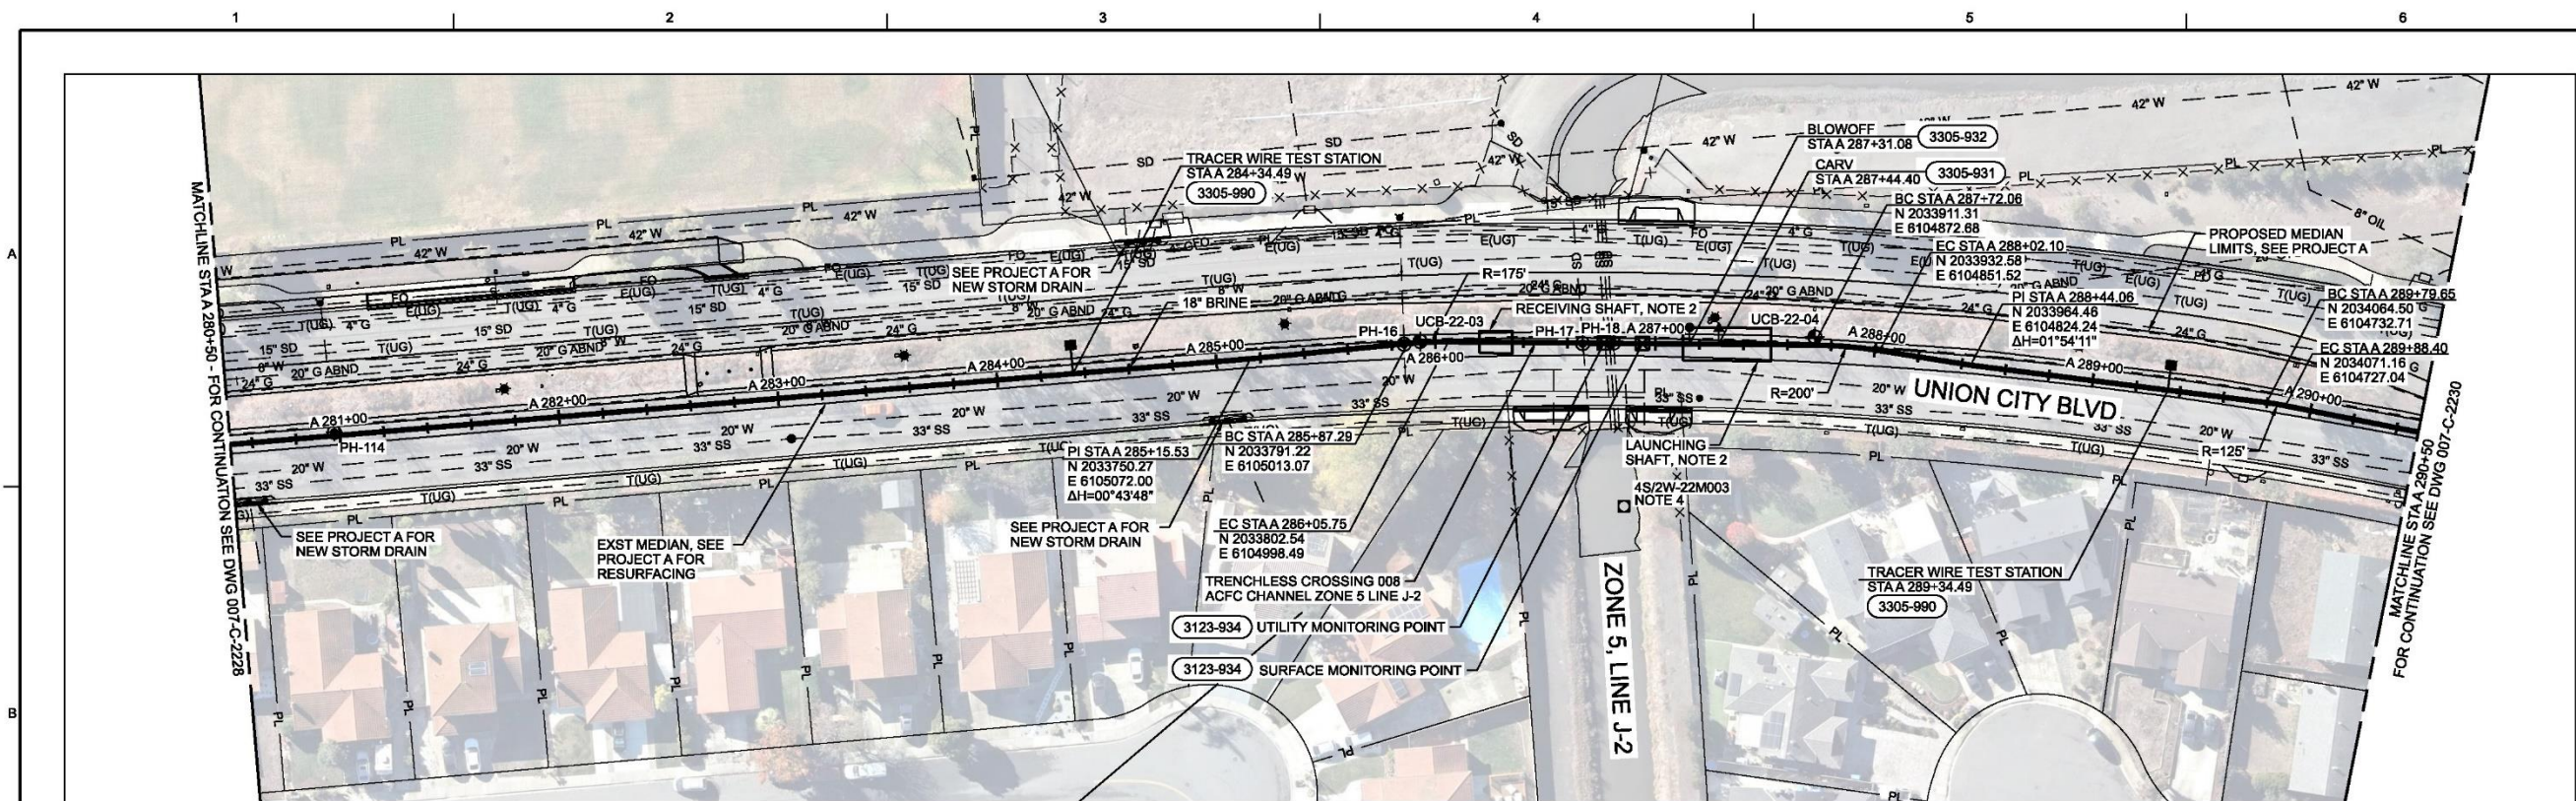 1
2
3
4
5
6
A
B
MATCHLINE STA A 280+50 - FOR CONTINUATION SEE DWG 007-C-2228
TRACER WIRE TEST STATION
STA A 284+34.49
3305-990
BLOWOFF
STA A 287+31.08
3305-932
CARV
STA A 287+44.40
3305-931
BC STA A 287+72.06
N 2033911.31
E 6104872.68
EC STA A 288+02.10
N 2033932.58
E 6104851.52
PI STA A 288+44.06
N 2033964.46
E 6104824.24
ΔH=01°54'11"
PROPOSED MEDIAN
LIMITS, SEE PROJECT A
BC STA A 289+79.65
N 2034064.50
E 6104732.71
EC STA A 289+88.40
N 2034071.16
E 6104727.04
SEE PROJECT A FOR
NEW STORM DRAIN
18" BRINE
R=175'
RECEIVING SHAFT, NOTE 2
PH-16
UCB-22-03
PH-17
PH-18
UCB-22-04
A 281+00
A 282+00
A 283+00
A 284+00
A 285+00
A 286+00
A 287+00
A 288+00
A 289+00
A 290+00
PH-114
R=200'
UNION CITY BLVD
R=125'
42" W
PL
SD
8" OIL
FO
E(UG)
T(UG)
4" G
15" SD
8" W
20" G ABND
24" G
20" W
33" SS
PI STA A 285+15.53
N 2033750.27
E 6105072.00
ΔH=00°43'48"
BC STA A 285+87.29
N 2033791.22
E 6105013.07
EC STA A 286+05.75
N 2033802.54
E 6104998.49
LAUNCHING
SHAFT, NOTE 2
4S/2W-22M003
NOTE 4
SEE PROJECT A FOR
NEW STORM DRAIN
EXST MEDIAN, SEE
PROJECT A FOR
RESURFACING
SEE PROJECT A FOR
NEW STORM DRAIN
TRENCHLESS CROSSING 008
ACFC CHANNEL ZONE 5 LINE J-2
3123-934 UTILITY MONITORING POINT
3123-934 SURFACE MONITORING POINT
ZONE 5, LINE J-2
TRACER WIRE TEST STATION
STA A 289+34.49
3305-990
MATCHLINE STA A 290+50
FOR CONTINUATION SEE DWG 007-C-2230